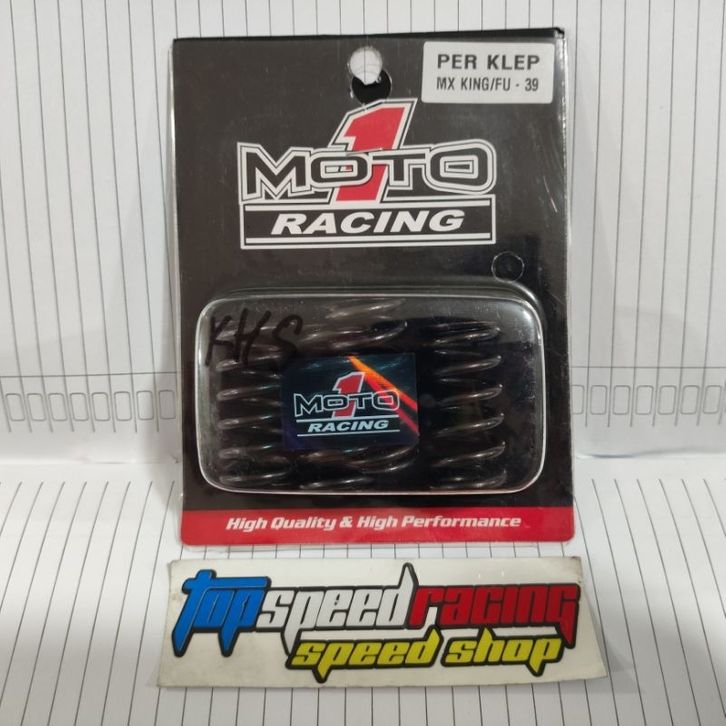 PER KLEP
MX KING/FU - 39
MOTO 1
RACING
KHS
MOTO 1
RACING
High Quality & High Performance
topspeedracing
speed shop